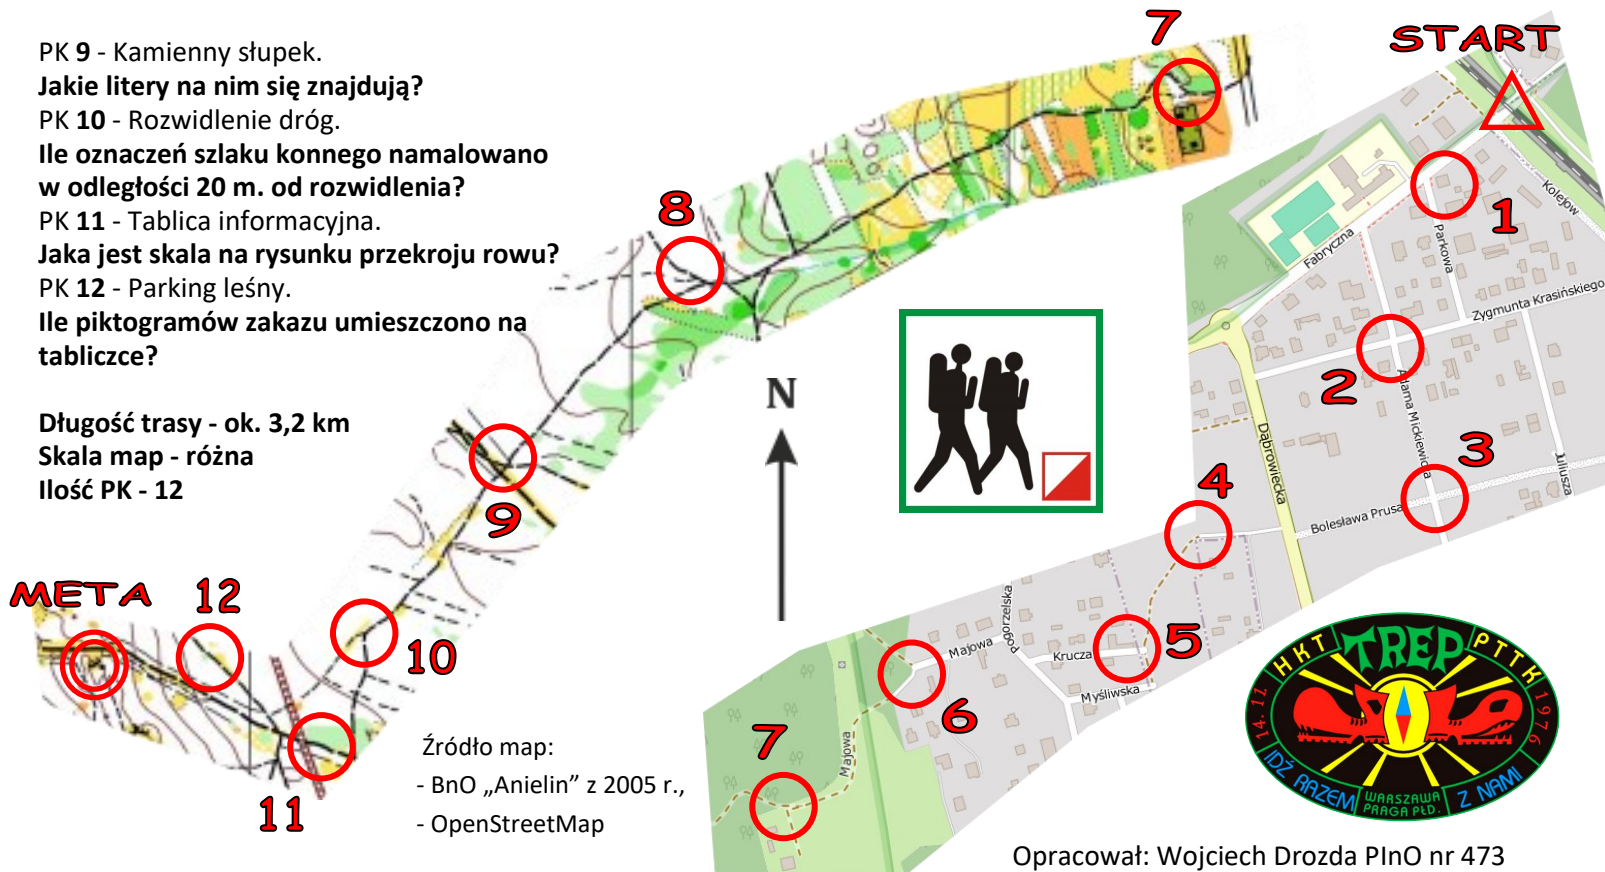 PK 9 - Kamienny słupek.
Jakie litery na nim się znajdują?
PK 10 - Rozwidlenie dróg.
Ile oznaczeń szlaku konnego namalowano
w odległości 20 m. od rozwidlenia?
PK 11 - Tablica informacyjna.
Jaka jest skala na rysunku przekroju rowu?
PK 12 - Parking leśny.
Ile piktogramów zakazu umieszczono na
tabliczce?
Długość trasy - ok. 3,2 km
Skala map - różna
Ilość PK - 12
7
8
9
10
11
12
META
N
START
1
2
3
4
5
6
7
Kolejow
Parkowa
Fabryczna
Zygmunta Krasińskiego
Adama Mickiewicza
Dąbrowiecka
Juliusza
Bolesława Prusa
Pogorzelska
Majowa
Krucza
Myśliwska
Majowa
Źródło map:
- BnO „Anielin” z 2005 r.,
- OpenStreetMap
HKT TREP PTTK
14.11 1976
IDŹ RAZEM Z NAMI
WARSZAWA
PRAGA PŁD.
Opracował: Wojciech Drozda PInO nr 473